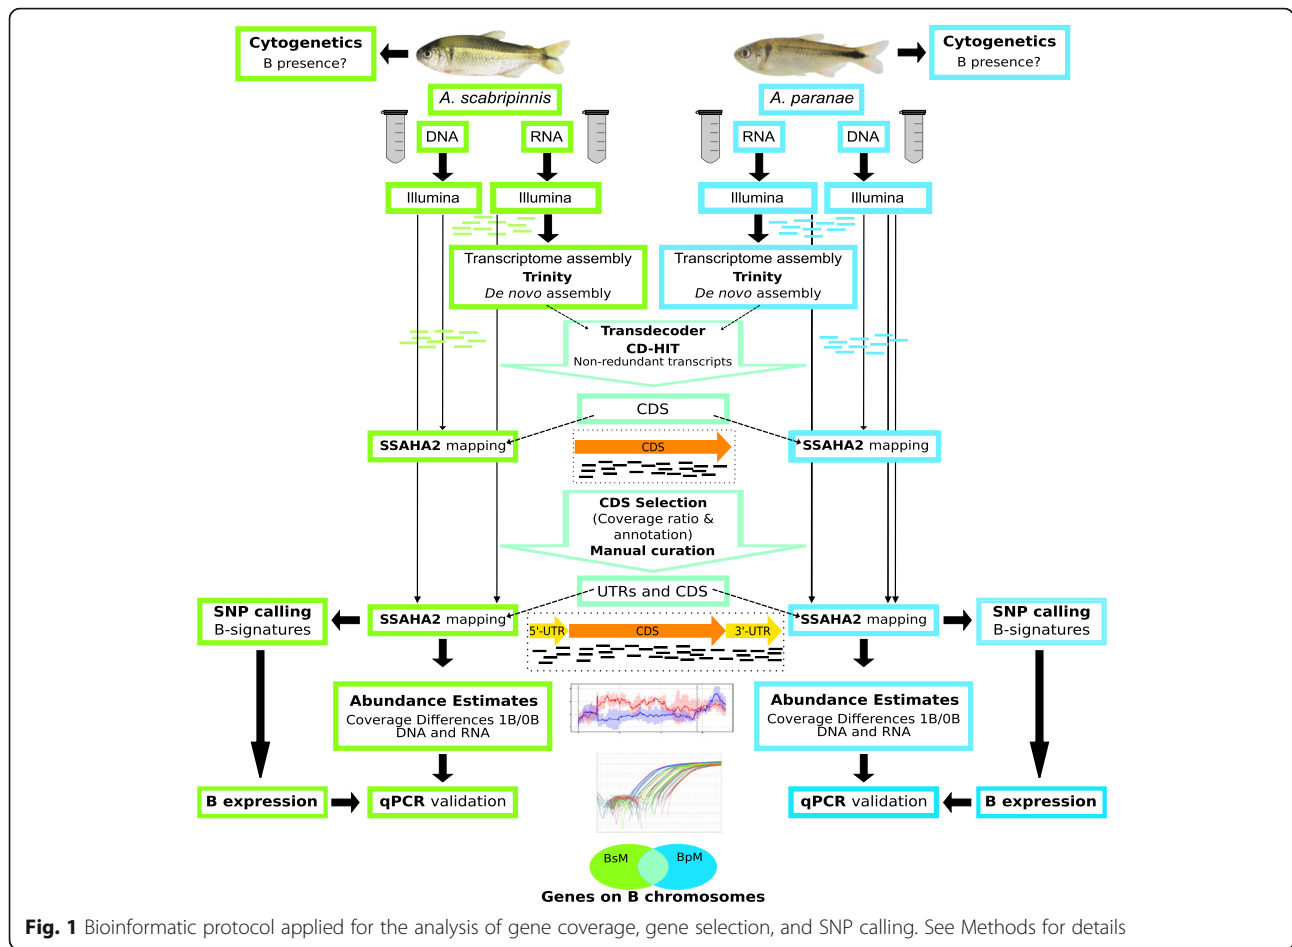 Cytogenetics
B presence?
Cytogenetics
B presence?
A. scabripinnis
A. paranae
DNA
RNA
RNA
DNA
Illumina
Illumina
Illumina
Illumina
Transcriptome assembly
Trinity
De novo assembly
Transcriptome assembly
Trinity
De novo assembly
Transdecoder
CD-HIT
Non-redundant transcripts
CDS
SSAHA2 mapping
CDS
SSAHA2 mapping
CDS Selection
(Coverage ratio &
annotation)
Manual curation
UTRs and CDS
SNP calling
B-signatures
SSAHA2 mapping
5'-UTR
CDS
3'-UTR
SSAHA2 mapping
SNP calling
B-signatures
Abundance Estimates
Coverage Differences 1B/0B
DNA and RNA
Abundance Estimates
Coverage Differences 1B/0B
DNA and RNA
B expression
qPCR validation
qPCR validation
B expression
BsM
BpM
Genes on B chromosomes
Fig. 1 Bioinformatic protocol applied for the analysis of gene coverage, gene selection, and SNP calling. See Methods for details